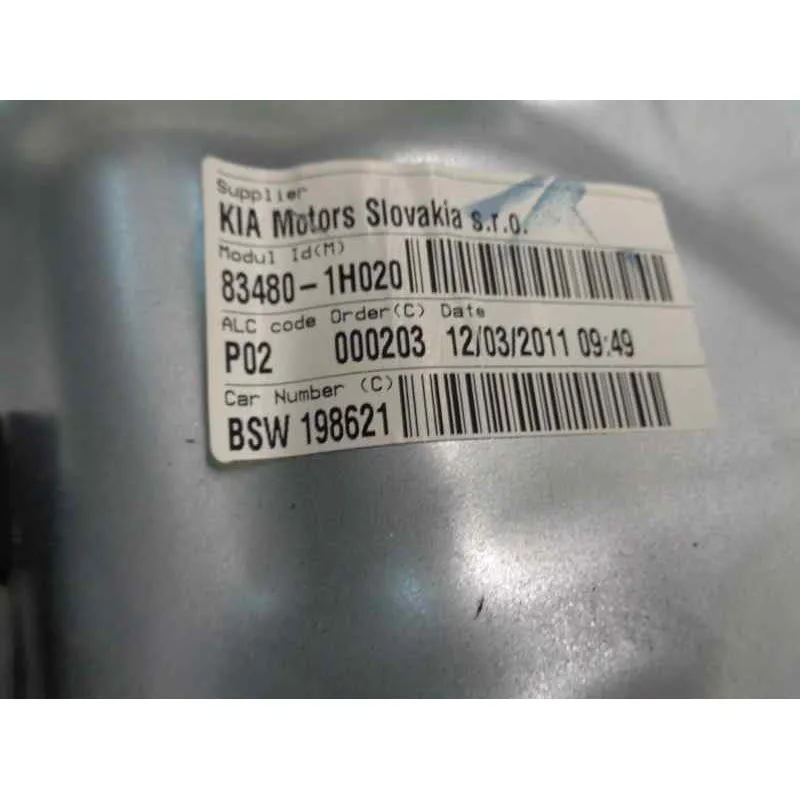 Supplier
KIA Motors Slovakia s.r.o.
Modul Id(M)
83480-1H020
ALC code Order(C) Date
P02 000203 12/03/2011 09:49
Car Number (C)
BSW 198621